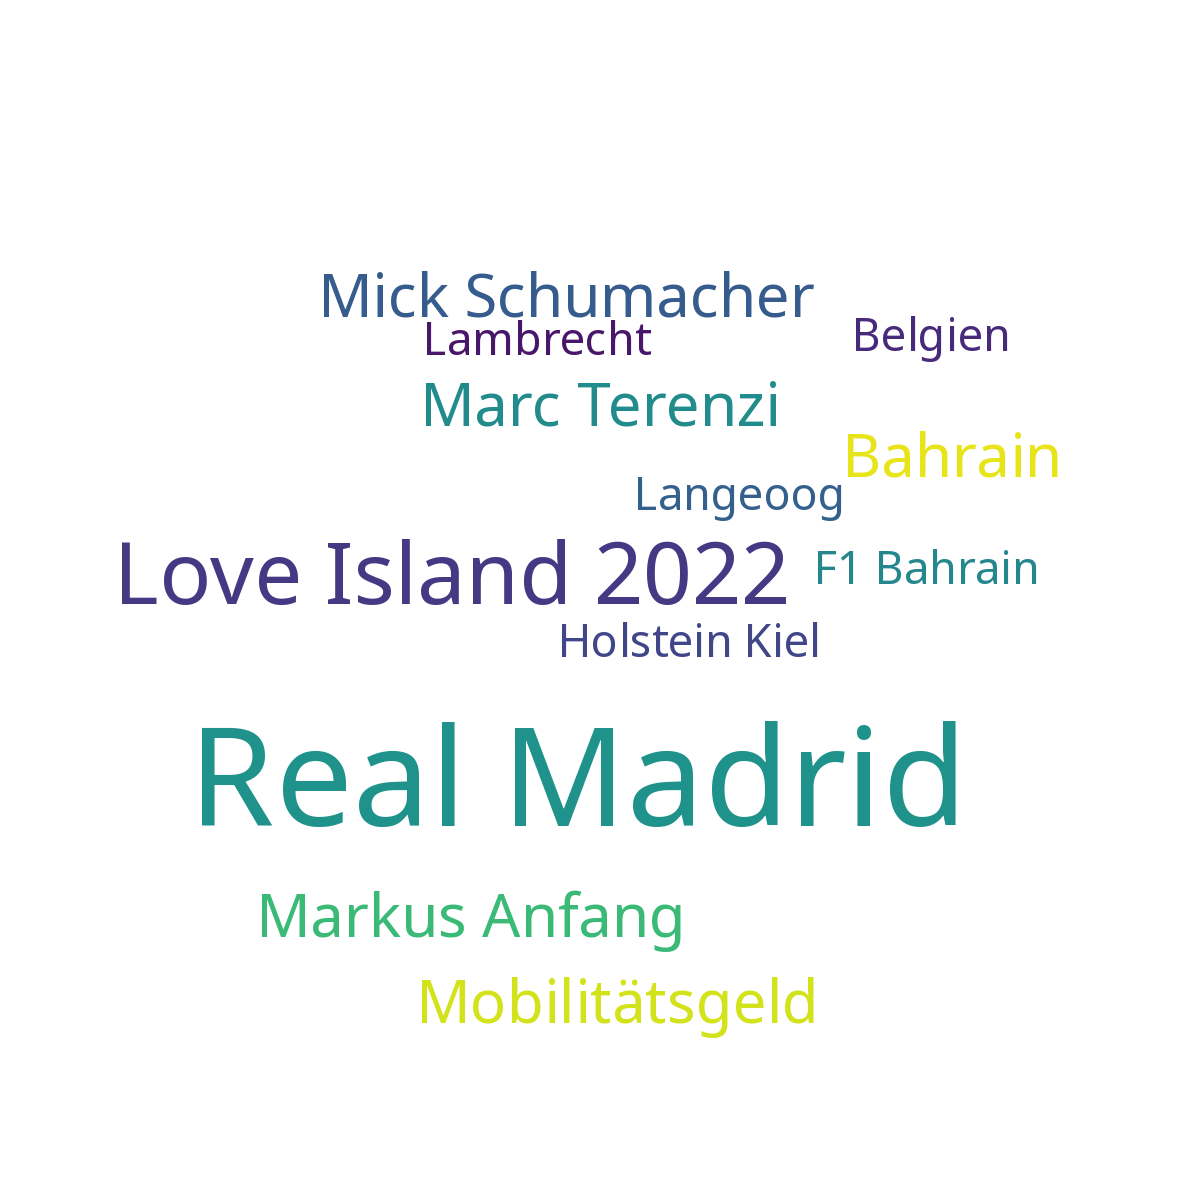 Mick Schumacher
Lambrecht
Belgien
Marc Terenzi
Bahrain
Langeoog
Love Island 2022
F1 Bahrain
Holstein Kiel
Real Madrid
Markus Anfang
Mobilitätsgeld